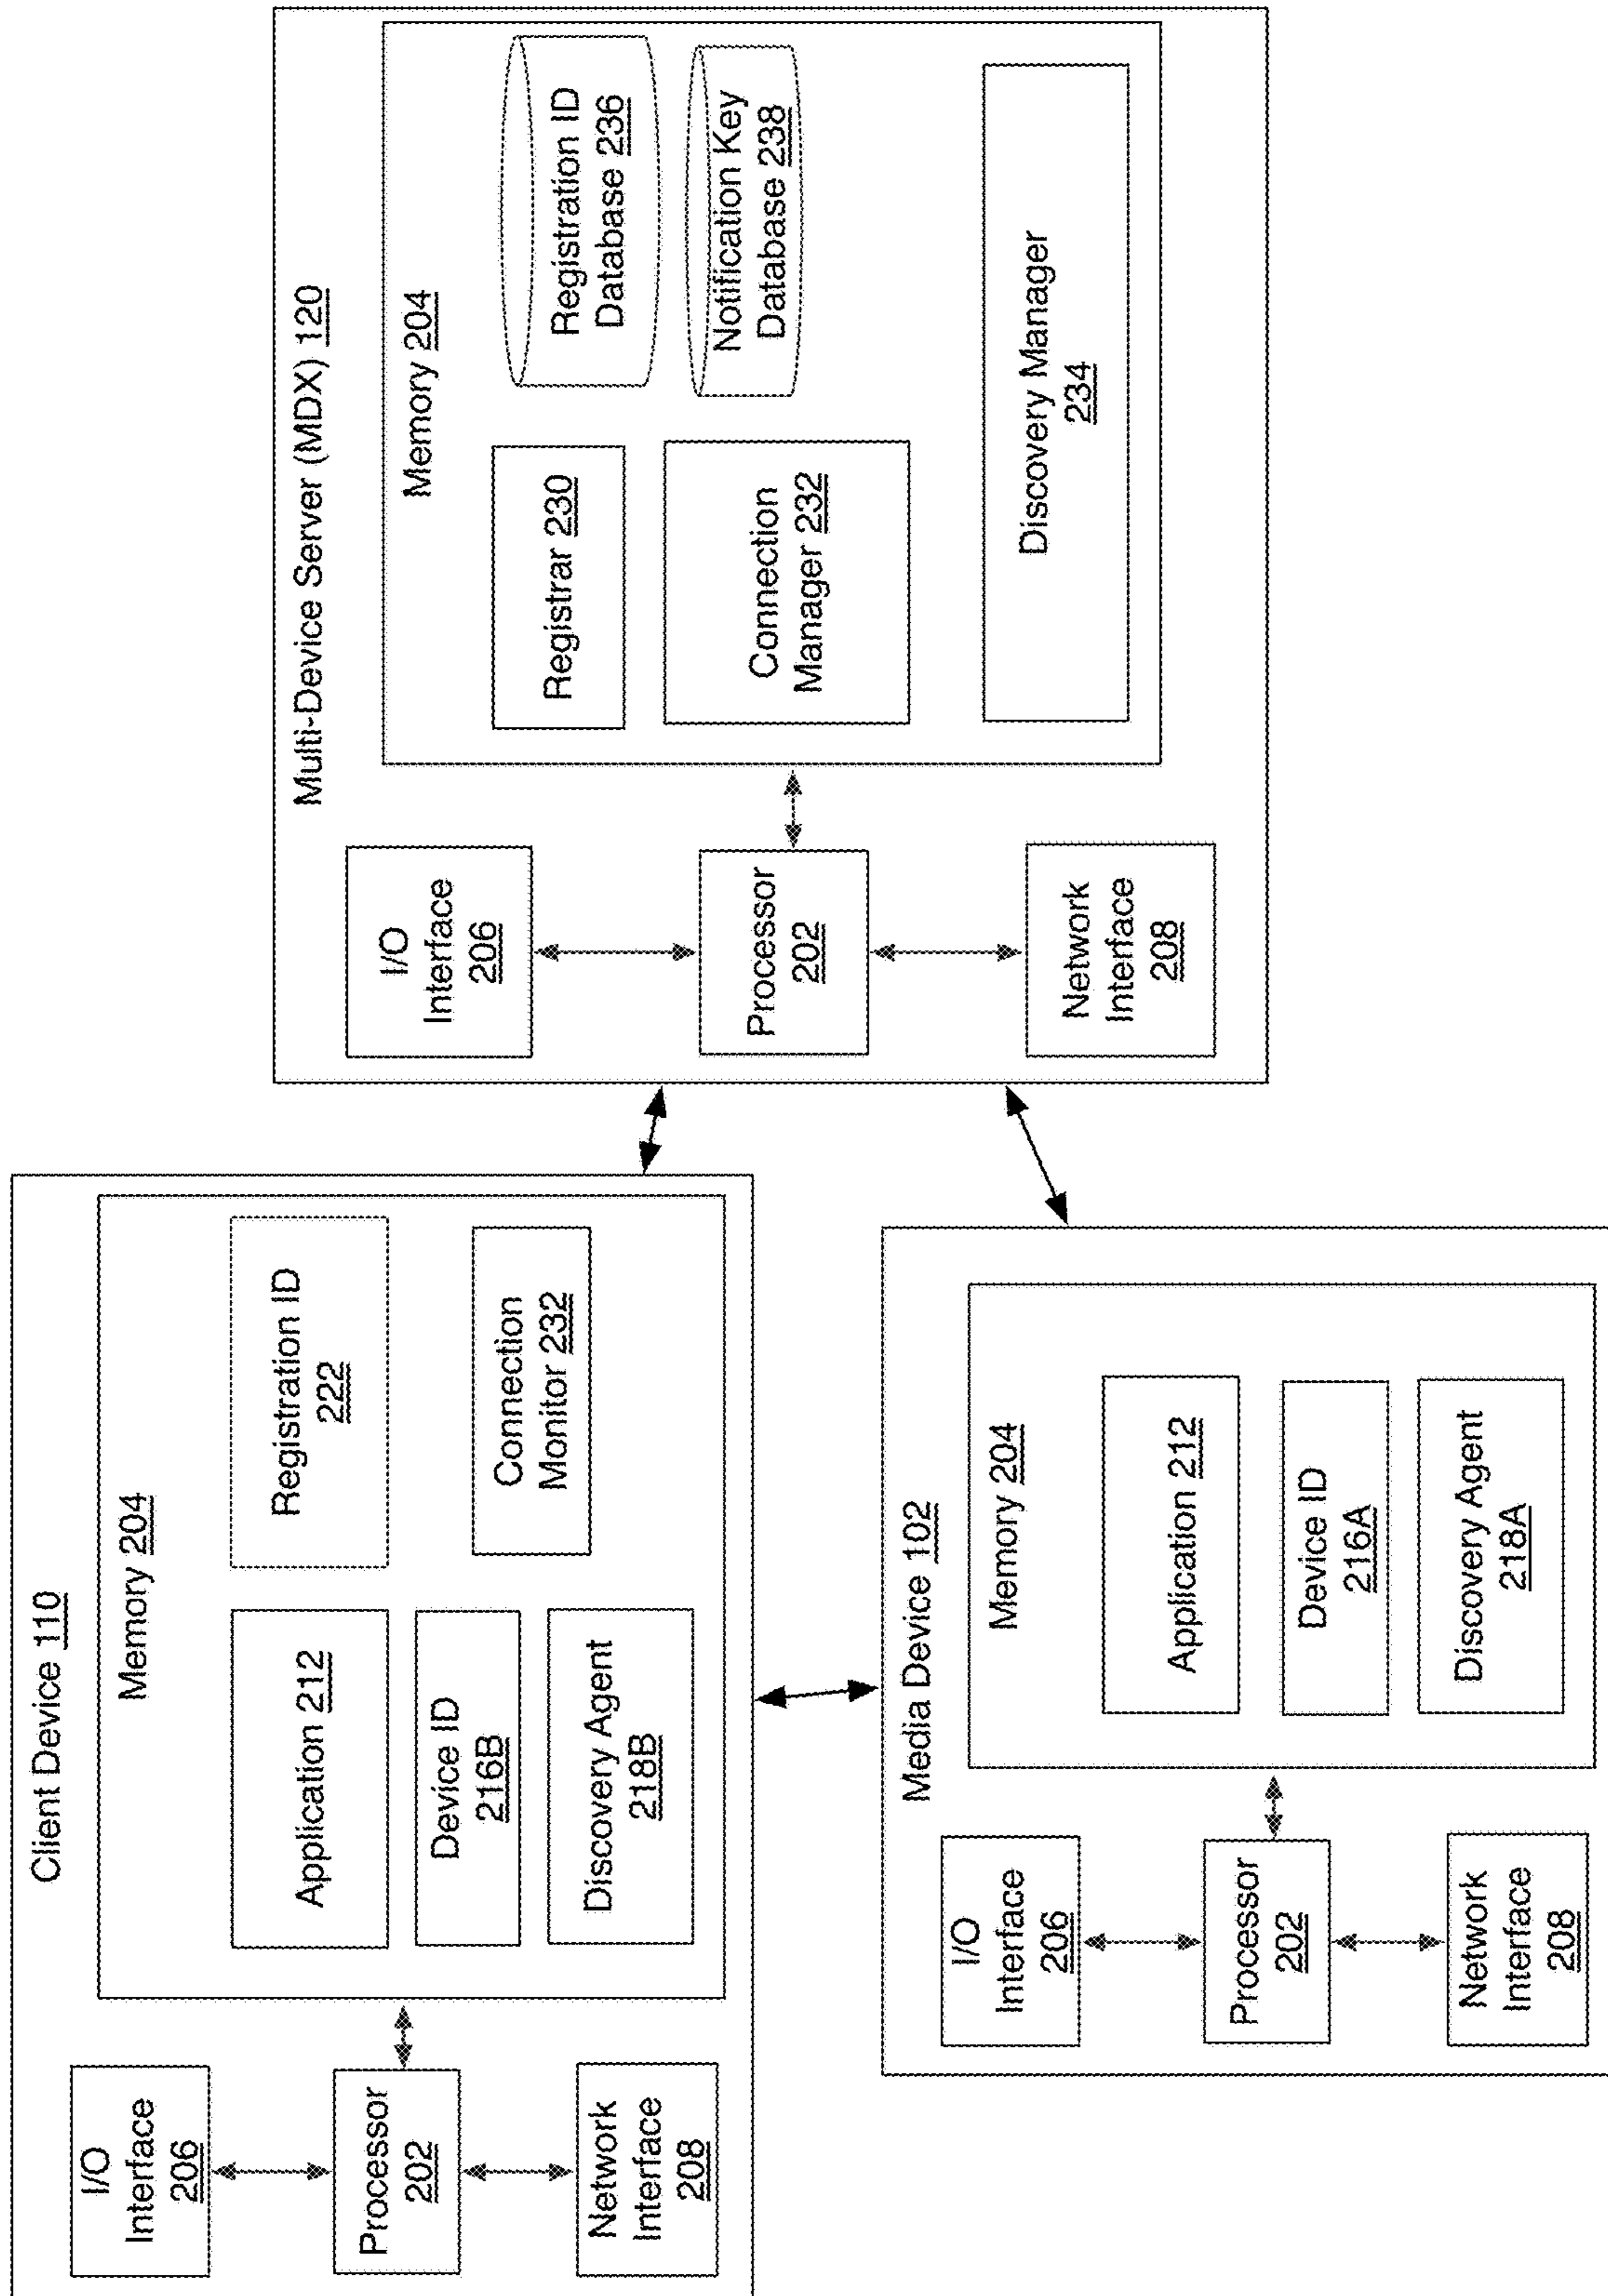 Client Device 110
I/O
Interface
206
Processor
202
Network
Interface
208
Memory 204
Application 212
Device ID
216B
Discovery Agent
218B
Registration ID
222
Connection
Monitor 232
Media Device 102
I/O
Interface
206
Processor
202
Network
Interface
208
Memory 204
Application 212
Device ID
216A
Discovery Agent
218A
Multi-Device Server (MDX) 120
I/O
Interface
206
Processor
202
Network
Interface
208
Memory 204
Registrar 230
Connection
Manager 232
Registration ID
Database 236
Notification Key
Database 238
Discovery Manager
234